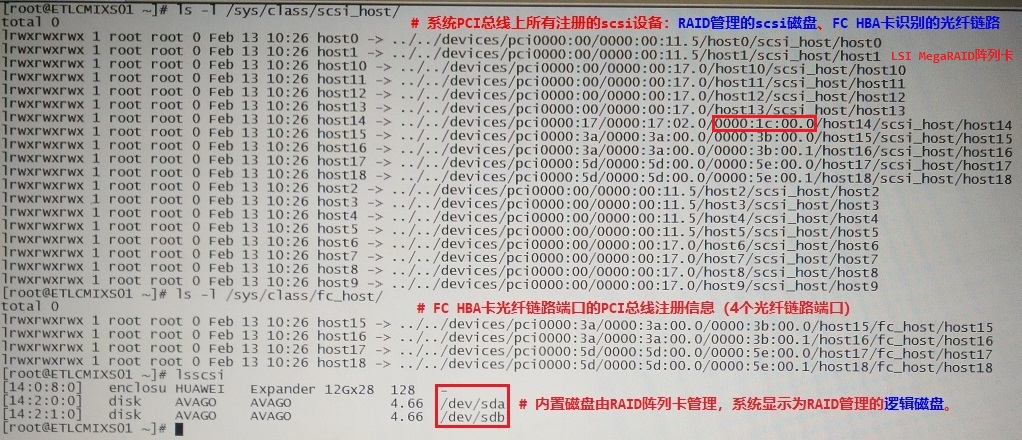 [root@ETLCMIXS01 ~]# ls -l /sys/class/scsi_host/
total 0
# 系统PCI总线上所有注册的scsi设备：RAID管理的scsi磁盘、FC HBA卡识别的光纤链路
lrwxrwxrwx 1 root root 0 Feb 13 10:26 host0 -> ../../devices/pci0000:00/0000:00:11.5/host0/scsi_host/host0
lrwxrwxrwx 1 root root 0 Feb 13 10:26 host1 -> ../../devices/pci0000:00/0000:00:11.5/host1/scsi_host/host1
LSI MegaRAID阵列卡
lrwxrwxrwx 1 root root 0 Feb 13 10:26 host10 -> ../../devices/pci0000:00/0000:00:17.0/host10/scsi_host/host10
lrwxrwxrwx 1 root root 0 Feb 13 10:26 host11 -> ../../devices/pci0000:00/0000:00:17.0/host11/scsi_host/host11
lrwxrwxrwx 1 root root 0 Feb 13 10:26 host12 -> ../../devices/pci0000:00/0000:00:17.0/host12/scsi_host/host12
lrwxrwxrwx 1 root root 0 Feb 13 10:26 host13 -> ../../devices/pci0000:00/0000:00:17.0/host13/scsi_host/host13
lrwxrwxrwx 1 root root 0 Feb 13 10:26 host14 -> ../../devices/pci0000:17/0000:17:02.0/0000:1c:00.0/host14/scsi_host/host14
lrwxrwxrwx 1 root root 0 Feb 13 10:26 host15 -> ../../devices/pci0000:3a/0000:3a:00.0/0000:3b:00.0/host15/scsi_host/host15
lrwxrwxrwx 1 root root 0 Feb 13 10:26 host16 -> ../../devices/pci0000:3a/0000:3a:00.0/0000:3b:00.1/host16/scsi_host/host16
lrwxrwxrwx 1 root root 0 Feb 13 10:26 host17 -> ../../devices/pci0000:5d/0000:5d:00.0/0000:5e:00.0/host17/scsi_host/host17
lrwxrwxrwx 1 root root 0 Feb 13 10:26 host18 -> ../../devices/pci0000:5d/0000:5d:00.0/0000:5e:00.1/host18/scsi_host/host18
lrwxrwxrwx 1 root root 0 Feb 13 10:26 host2 -> ../../devices/pci0000:00/0000:00:11.5/host2/scsi_host/host2
lrwxrwxrwx 1 root root 0 Feb 13 10:26 host3 -> ../../devices/pci0000:00/0000:00:11.5/host3/scsi_host/host3
lrwxrwxrwx 1 root root 0 Feb 13 10:26 host4 -> ../../devices/pci0000:00/0000:00:11.5/host4/scsi_host/host4
lrwxrwxrwx 1 root root 0 Feb 13 10:26 host5 -> ../../devices/pci0000:00/0000:00:11.5/host5/scsi_host/host5
lrwxrwxrwx 1 root root 0 Feb 13 10:26 host6 -> ../../devices/pci0000:00/0000:00:17.0/host6/scsi_host/host6
lrwxrwxrwx 1 root root 0 Feb 13 10:26 host7 -> ../../devices/pci0000:00/0000:00:17.0/host7/scsi_host/host7
lrwxrwxrwx 1 root root 0 Feb 13 10:26 host8 -> ../../devices/pci0000:00/0000:00:17.0/host8/scsi_host/host8
lrwxrwxrwx 1 root root 0 Feb 13 10:26 host9 -> ../../devices/pci0000:00/0000:00:17.0/host9/scsi_host/host9
[root@ETLCMIXS01 ~]# ls -l /sys/class/fc_host/
total 0
# FC HBA卡光纤链路端口的PCI总线注册信息（4个光纤链路端口）
lrwxrwxrwx 1 root root 0 Feb 13 10:26 host15 -> ../../devices/pci0000:3a/0000:3a:00.0/0000:3b:00.0/host15/fc_host/host15
lrwxrwxrwx 1 root root 0 Feb 13 10:26 host16 -> ../../devices/pci0000:3a/0000:3a:00.0/0000:3b:00.1/host16/fc_host/host16
lrwxrwxrwx 1 root root 0 Feb 13 10:26 host17 -> ../../devices/pci0000:5d/0000:5d:00.0/0000:5e:00.0/host17/fc_host/host17
lrwxrwxrwx 1 root root 0 Feb 13 10:26 host18 -> ../../devices/pci0000:5d/0000:5d:00.0/0000:5e:00.1/host18/fc_host/host18
[root@ETLCMIXS01 ~]# lsscsi
[14:0:8:0] enclosu HUAWEI Expander 12Gx28 128 -
[14:2:0:0] disk AVAGO AVAGO 4.66 /dev/sda
[14:2:1:0] disk AVAGO AVAGO 4.66 /dev/sdb
# 内置磁盘由RAID阵列卡管理，系统显示为RAID管理的逻辑磁盘。
[root@ETLCMIXS01 ~]#